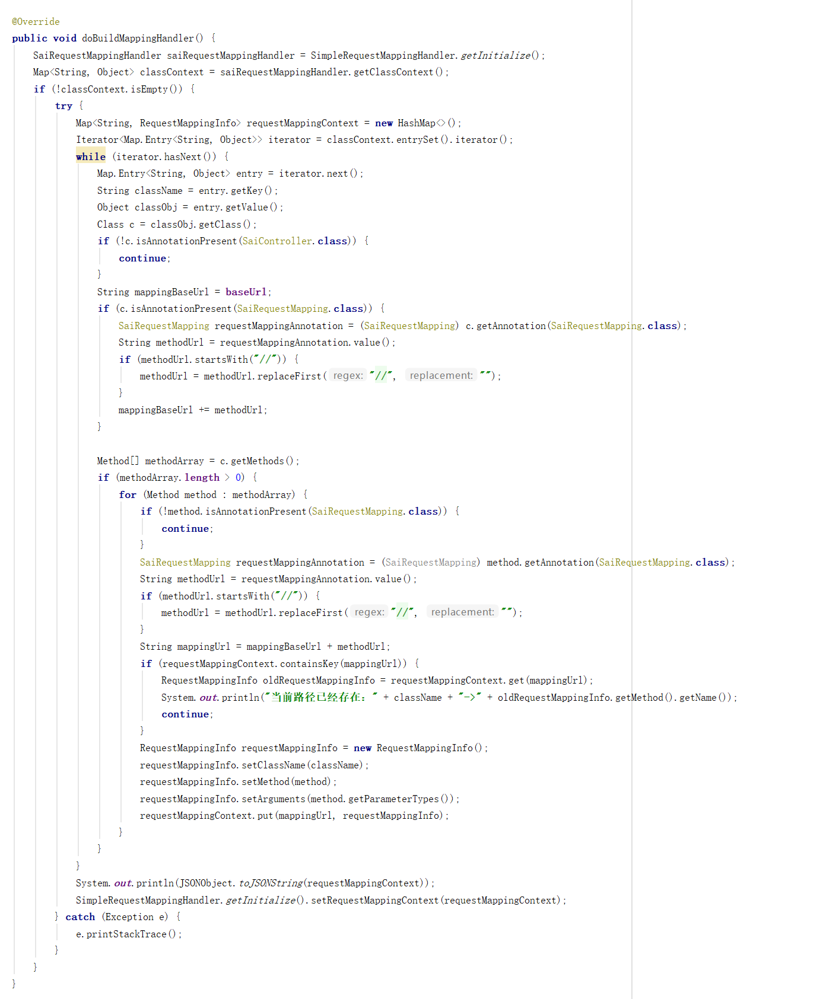 @Override
public void doBuildMappingHandler() {
    SaiRequestMappingHandler saiRequestMappingHandler = SimpleRequestMappingHandler.getInitialize();
    Map<String, Object> classContext = saiRequestMappingHandler.getClassContext();
    if (!classContext.isEmpty()) {
        try {
            Map<String, RequestMappingInfo> requestMappingContext = new HashMap<>();
            Iterator<Map.Entry<String, Object>> iterator = classContext.entrySet().iterator();
            while (iterator.hasNext()) {
                Map.Entry<String, Object> entry = iterator.next();
                String className = entry.getKey();
                Object classObj = entry.getValue();
                Class c = classObj.getClass();
                if (!c.isAnnotationPresent(SaiController.class)) {
                    continue;
                }
                String mappingBaseUrl = baseUrl;
                if (c.isAnnotationPresent(SaiRequestMapping.class)) {
                    SaiRequestMapping requestMappingAnnotation = (SaiRequestMapping) c.getAnnotation(SaiRequestMapping.class);
                    String methodUrl = requestMappingAnnotation.value();
                    if (methodUrl.startsWith("//")) {
                        methodUrl = methodUrl.replaceFirst( regex: "//", replacement: "");
                    }
                    mappingBaseUrl += methodUrl;
                }

                Method[] methodArray = c.getMethods();
                if (methodArray.length > 0) {
                    for (Method method : methodArray) {
                        if (!method.isAnnotationPresent(SaiRequestMapping.class)) {
                            continue;
                        }
                        SaiRequestMapping requestMappingAnnotation = (SaiRequestMapping) method.getAnnotation(SaiRequestMapping.class);
                        String methodUrl = requestMappingAnnotation.value();
                        if (methodUrl.startsWith("//")) {
                            methodUrl = methodUrl.replaceFirst( regex: "//", replacement: "");
                        }
                        String mappingUrl = mappingBaseUrl + methodUrl;
                        if (requestMappingContext.containsKey(mappingUrl)) {
                            RequestMappingInfo oldRequestMappingInfo = requestMappingContext.get(mappingUrl);
                            System.out.println("当前路径已经存在：" + className + "->" + oldRequestMappingInfo.getMethod().getName());
                            continue;
                        }
                        RequestMappingInfo requestMappingInfo = new RequestMappingInfo();
                        requestMappingInfo.setClassName(className);
                        requestMappingInfo.setMethod(method);
                        requestMappingInfo.setArguments(method.getParameterTypes());
                        requestMappingContext.put(mappingUrl, requestMappingInfo);
                    }
                }
            }
            System.out.println(JSONObject.toJSONString(requestMappingContext));
            SimpleRequestMappingHandler.getInitialize().setRequestMappingContext(requestMappingContext);
        } catch (Exception e) {
            e.printStackTrace();
        }
    }
}